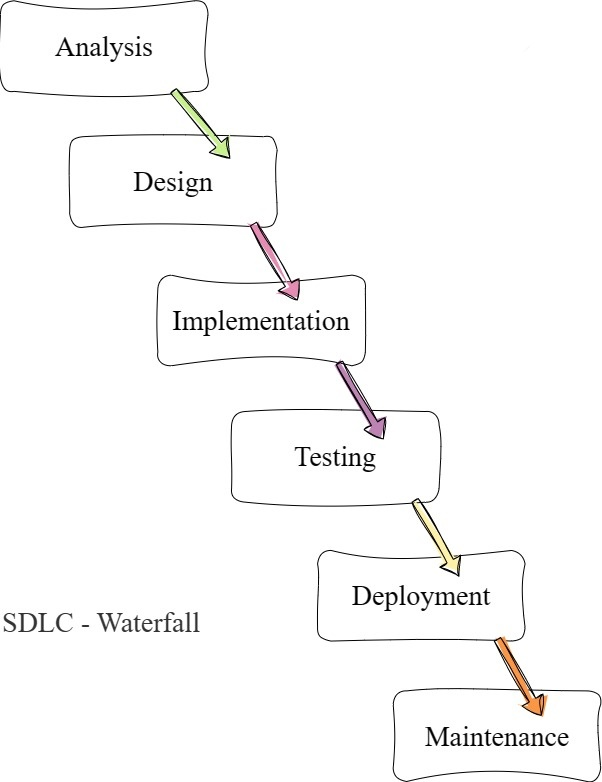 Analysis
Design
Implementation
Testing
Deployment
SDLC - Waterfall
Maintenance